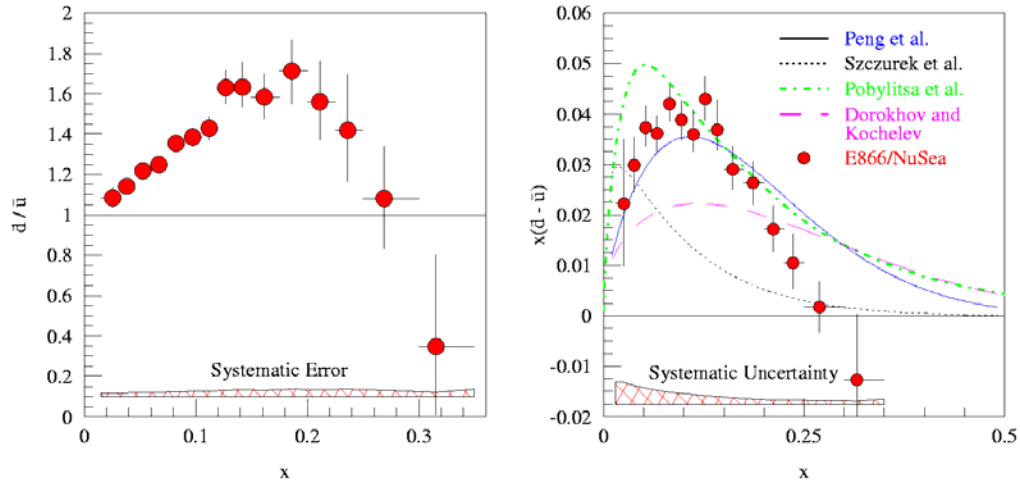 2
1.8
1.6
1.4
1.2
1
0.8
0.6
0.4
0.2
0
d̄ / ū
Systematic Error
0
0.1
0.2
0.3
x
0.06
0.05
0.04
0.03
0.02
0.01
0
-0.01
-0.02
x(d̄ - ū)
Peng et al.
Szczurek et al.
Pobylitsa et al.
Dorokhov and
Kochelev
E866/NuSea
Systematic Uncertainty
0
0.25
0.5
x